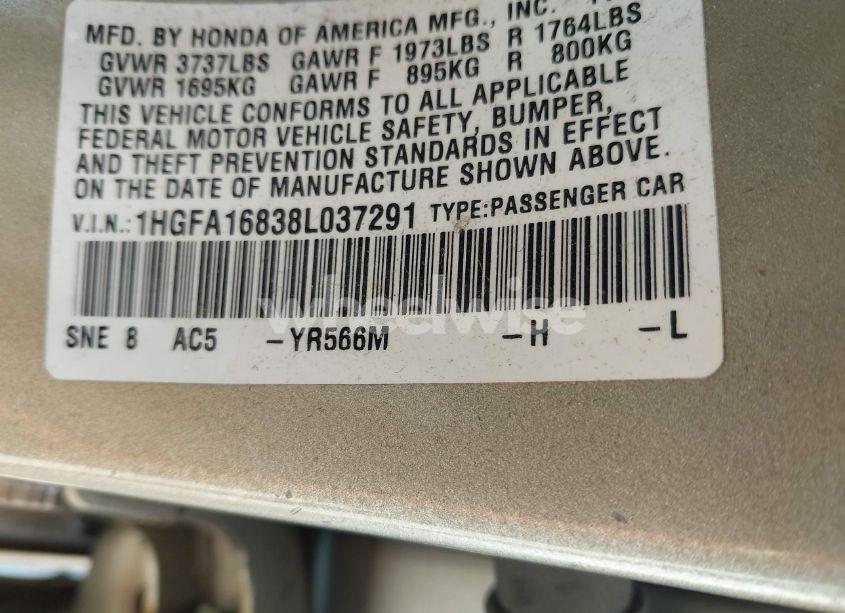 MFD. BY HONDA OF AMERICA MFG., INC.
GVWR 3737LBS GAWR F 1973LBS R 1764LBS
GVWR 1695KG GAWR F 895KG R 800KG
THIS VEHICLE CONFORMS TO ALL APPLICABLE
FEDERAL MOTOR VEHICLE SAFETY, BUMPER,
AND THEFT PREVENTION STANDARDS IN EFFECT
ON THE DATE OF MANUFACTURE SHOWN ABOVE.
V.I.N.: 1HGFA16838L037291 TYPE:PASSENGER CAR
wheelwise
SNE 8 AC5 -YR566M -H -L